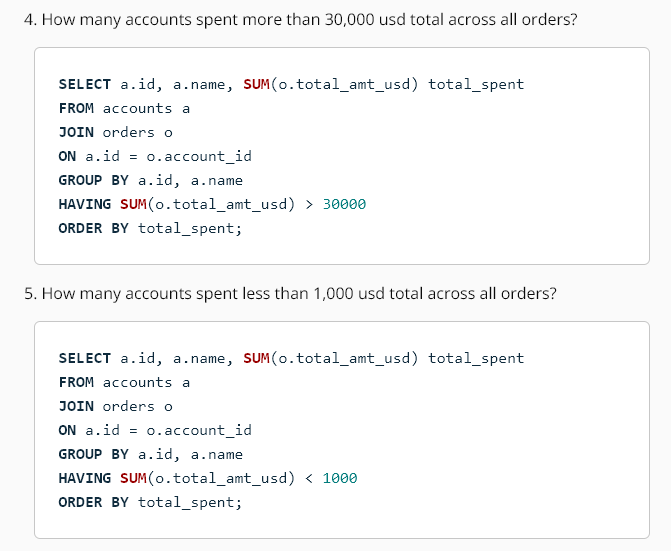 4. How many accounts spent more than 30,000 usd total across all orders?
SELECT a.id, a.name, SUM(o.total_amt_usd) total_spent
FROM accounts a
JOIN orders o
ON a.id = o.account_id
GROUP BY a.id, a.name
HAVING SUM(o.total_amt_usd) > 30000
ORDER BY total_spent;
5. How many accounts spent less than 1,000 usd total across all orders?
SELECT a.id, a.name, SUM(o.total_amt_usd) total_spent
FROM accounts a
JOIN orders o
ON a.id = o.account_id
GROUP BY a.id, a.name
HAVING SUM(o.total_amt_usd) < 1000
ORDER BY total_spent;